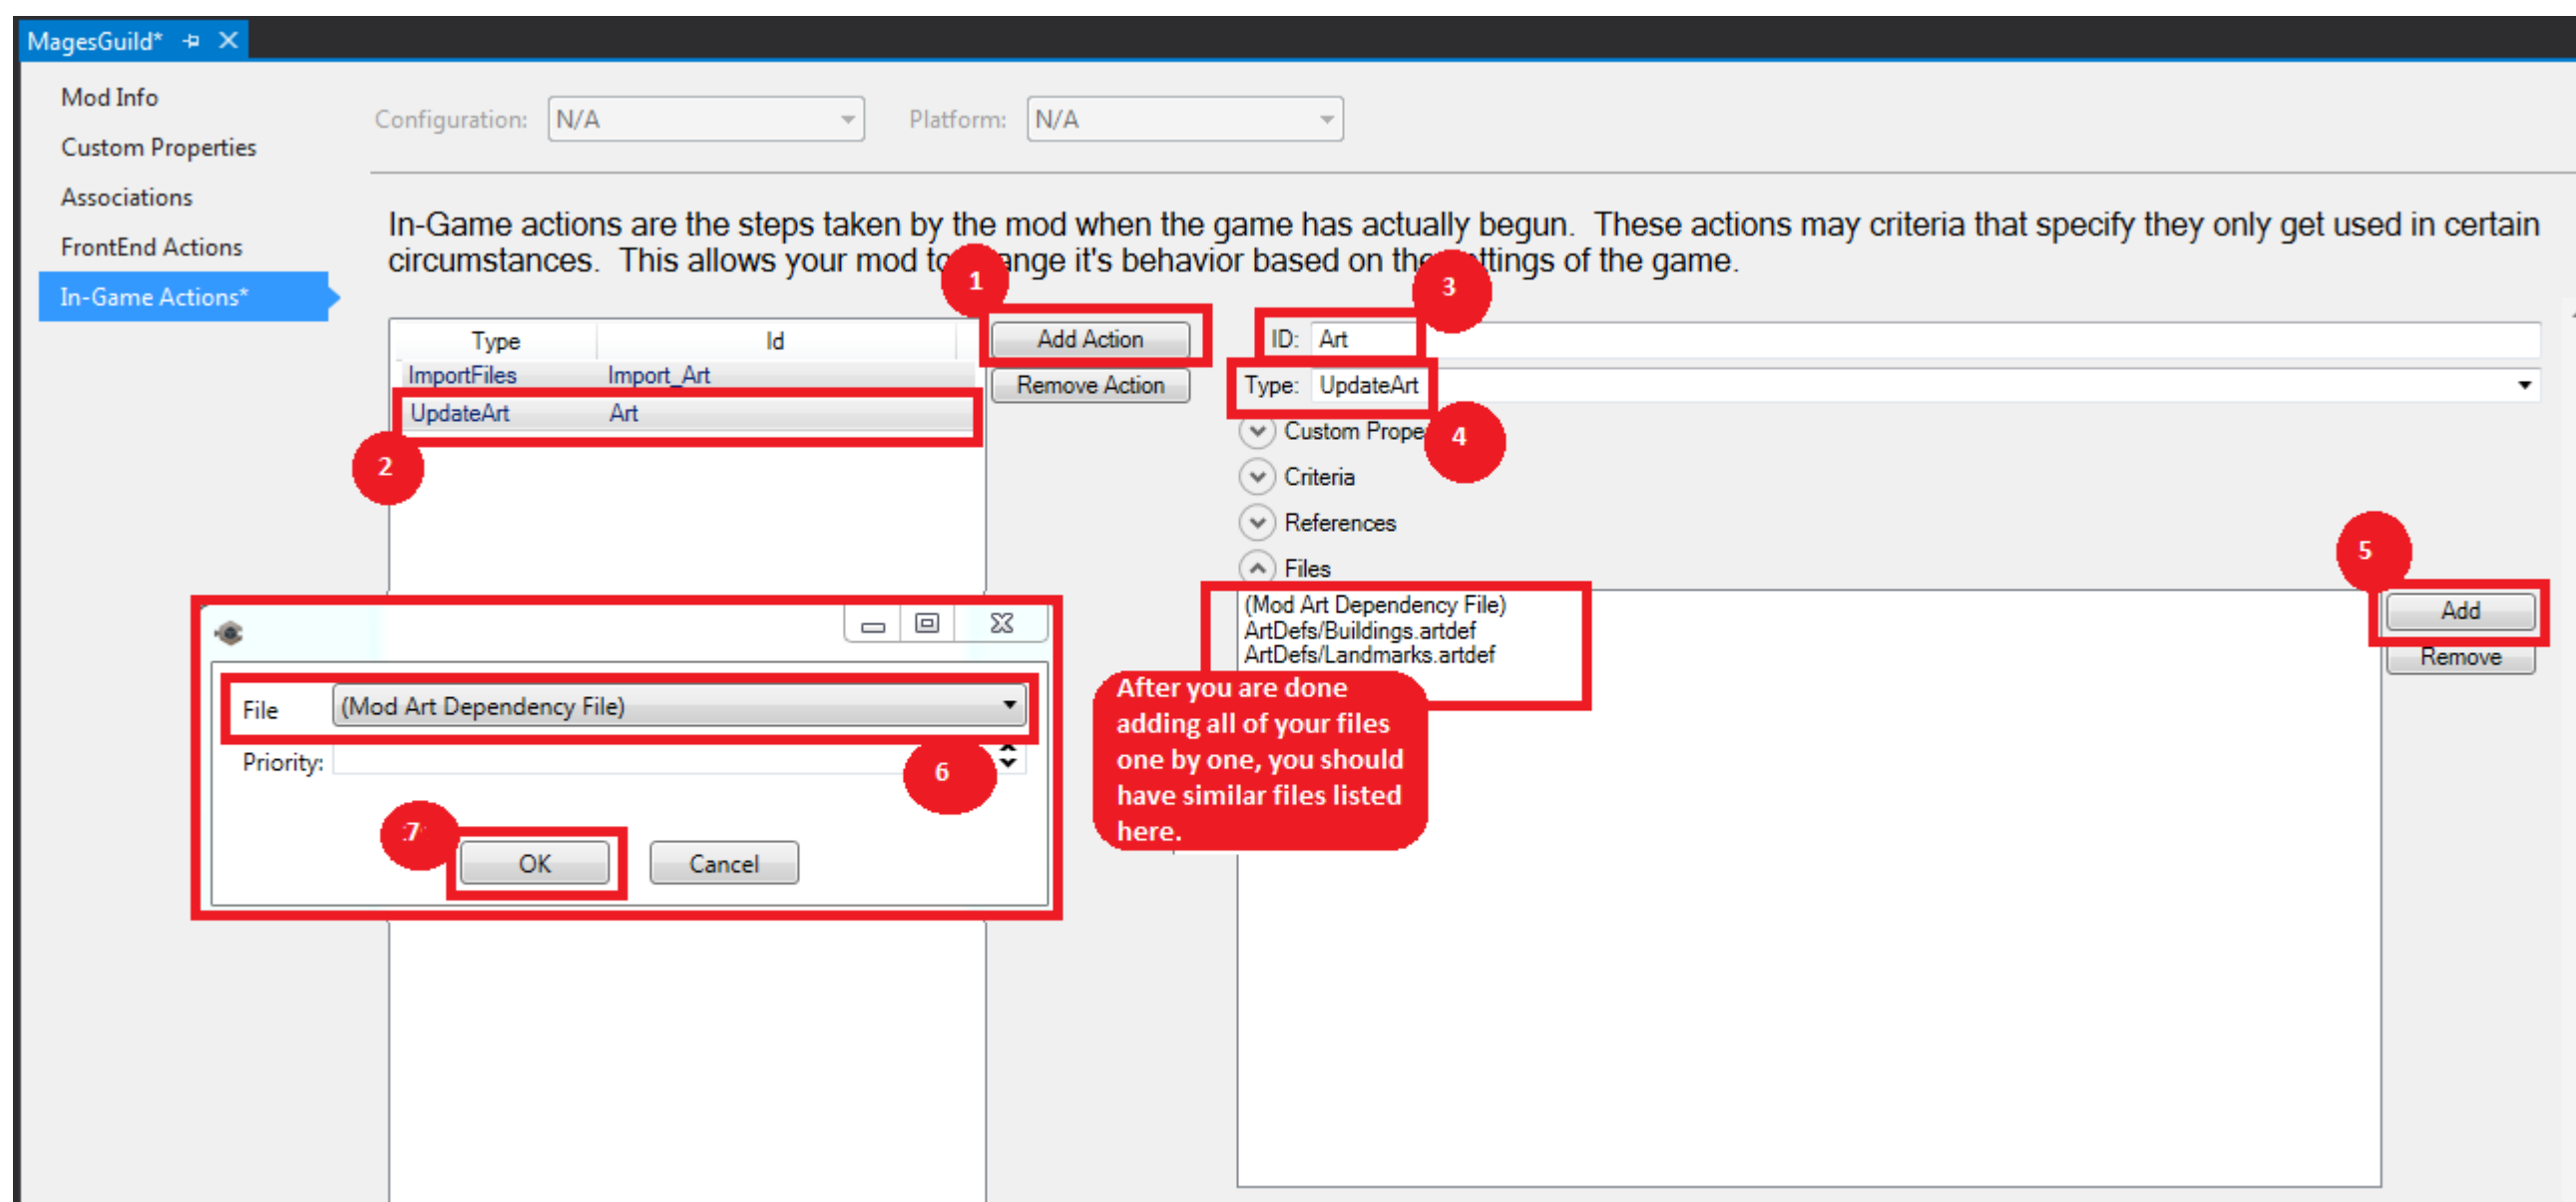 MagesGuild*
Mod Info
Custom Properties
Associations
FrontEnd Actions
In-Game Actions*
Configuration: N/A
Platform: N/A
In-Game actions are the steps taken by the mod when the game has actually begun. These actions may criteria that specify they only get used in certain
circumstances. This allows your mod to ange it's behavior based on the ttings of the game.
1
3
Type Id
ImportFiles Import_Art
UpdateArt Art
2
Add Action
Remove Action
ID: Art
Type: UpdateArt
Custom Prope
4
Criteria
References
Files
5
(Mod Art Dependency File)
ArtDefs/Buildings.artdef
ArtDefs/Landmarks.artdef
Add
Remove
After you are done
adding all of your files
one by one, you should
have similar files listed
here.
File (Mod Art Dependency File)
Priority:
6
7
OK
Cancel